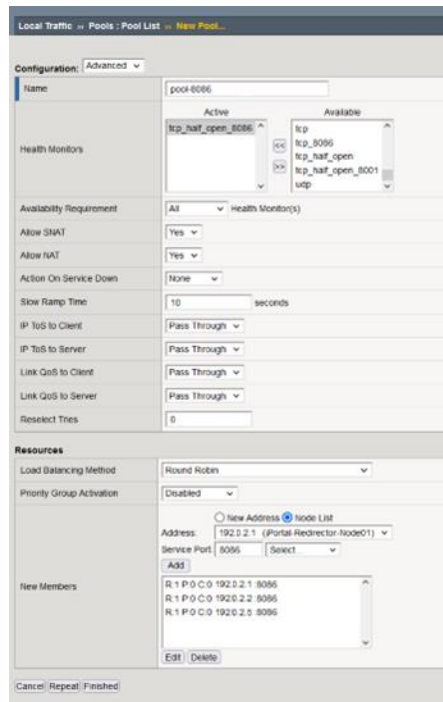 Local Traffic ›› Pools : Pool List ›› New Pool...
Configuration: Advanced
Name pool-8086
Active Available
Health Monitors
tcp_half_open_8086
<<
>>
tcp
tcp_8086
tcp_half_open
tcp_half_open_8001
udp
Availability Requirement All Health Monitor(s)
Allow SNAT Yes
Allow NAT Yes
Action On Service Down None
Slow Ramp Time 10 seconds
IP ToS to Client Pass Through
IP ToS to Server Pass Through
Link QoS to Client Pass Through
Link QoS to Server Pass Through
Reselect Tries 0
Resources
Load Balancing Method Round Robin
Priority Group Activation Disabled
New Members
New Address Node List
Address: 192.0.2.1 (iPortal-Redirector-Node01)
Service Port: 8086 Select...
Add
R:1 P:0 C:0 192.0.2.1:8086
R:1 P:0 C:0 192.0.2.2:8086
R:1 P:0 C:0 192.0.2.5:8086
Edit Delete
Cancel Repeat Finished